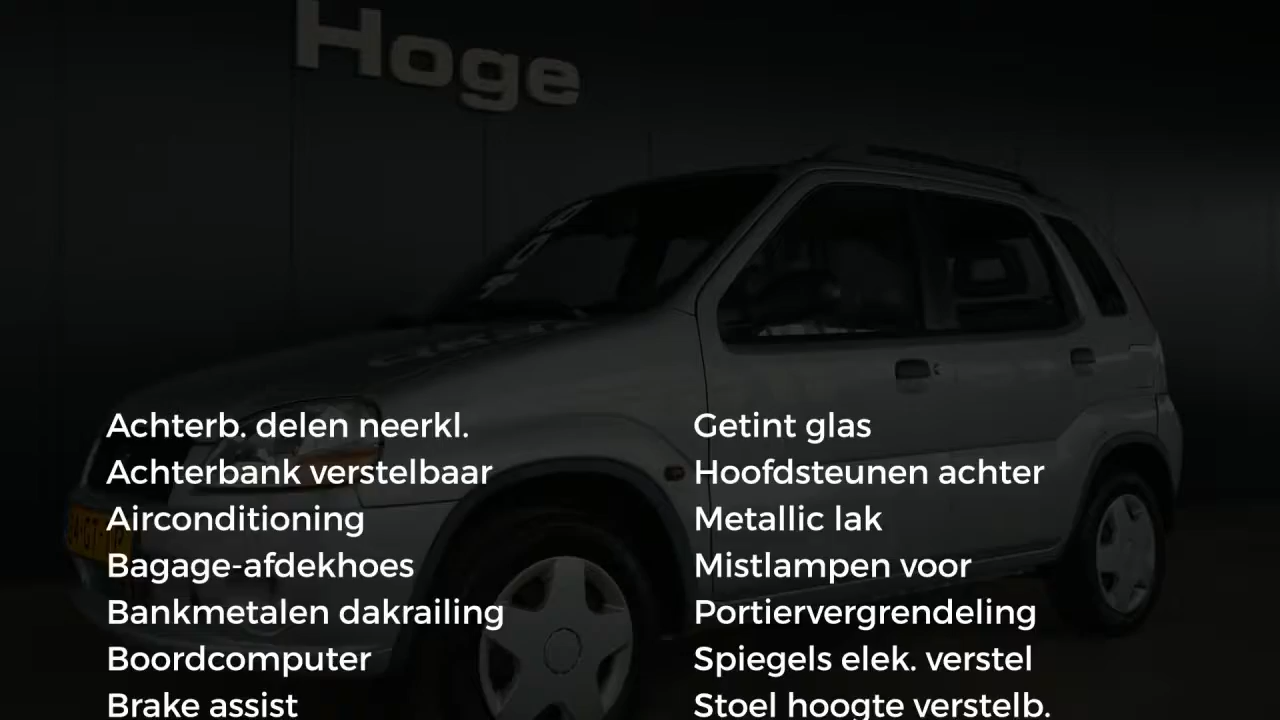 Hoge
Achterb. delen neerkl.
Achterbank verstelbaar
Airconditioning
Bagage-afdekhoes
Bankmetalen dakrailing
Boordcomputer
Brake assist
Getint glas
Hoofdsteunen achter
Metallic lak
Mistlampen voor
Portiervergrendeling
Spiegels elek. verstel
Stoel hoogte verstelb.